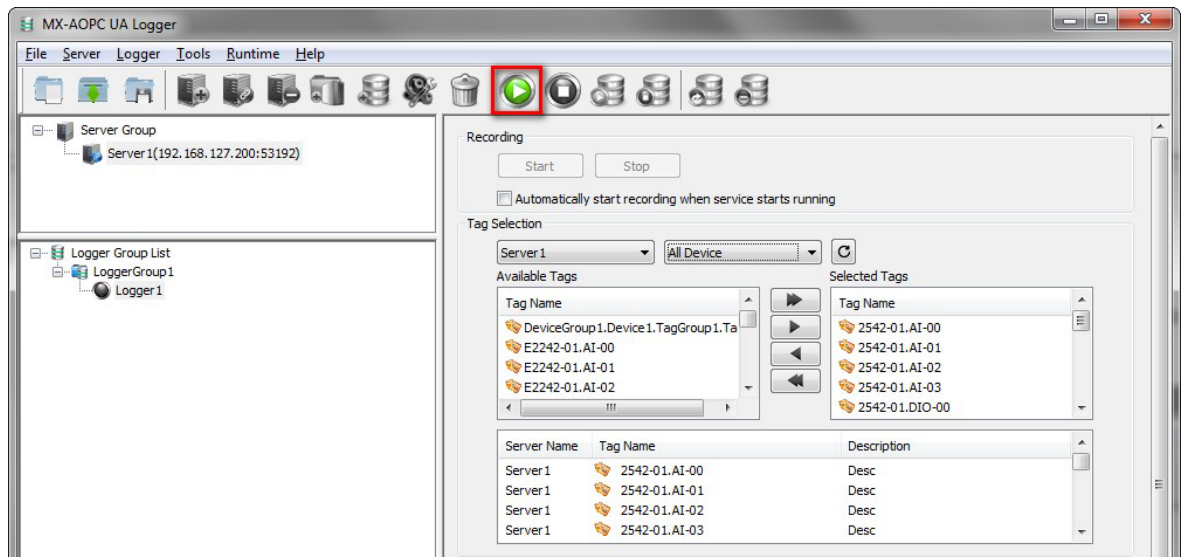 MX-AOPC UA Logger
File Server Logger Tools Runtime Help
Server Group
Server1(192.168.127.200:53192)
Logger Group List
LoggerGroup1
Logger1
Recording
Start Stop
Automatically start recording when service starts running
Tag Selection
Server1 All Device
Available Tags Selected Tags
Tag Name Tag Name
DeviceGroup1.Device1.TagGroup1.Ta 2542-01.AI-00
E2242-01.AI-00 2542-01.AI-01
E2242-01.AI-01 2542-01.AI-02
E2242-01.AI-02 2542-01.AI-03
2542-01.DIO-00
Server Name Tag Name Description
Server1 2542-01.AI-00 Desc
Server1 2542-01.AI-01 Desc
Server1 2542-01.AI-02 Desc
Server1 2542-01.AI-03 Desc